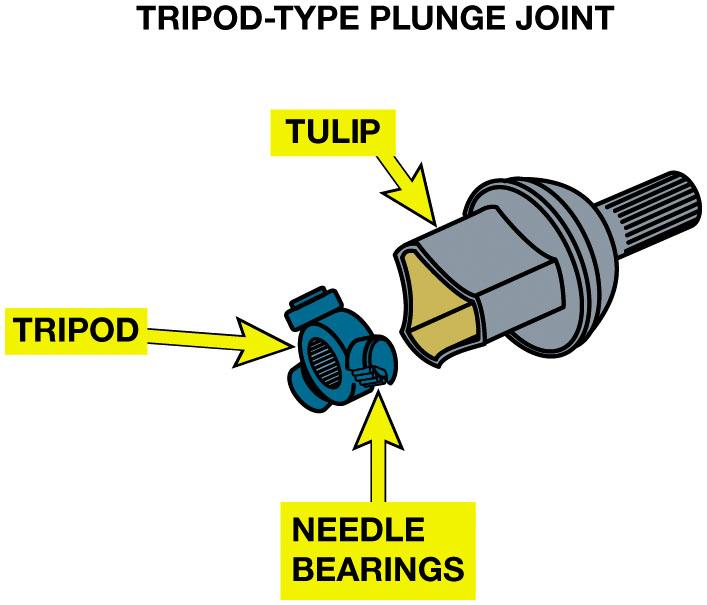 TRIPOD-TYPE PLUNGE JOINT
TULIP
TRIPOD
NEEDLE
BEARINGS